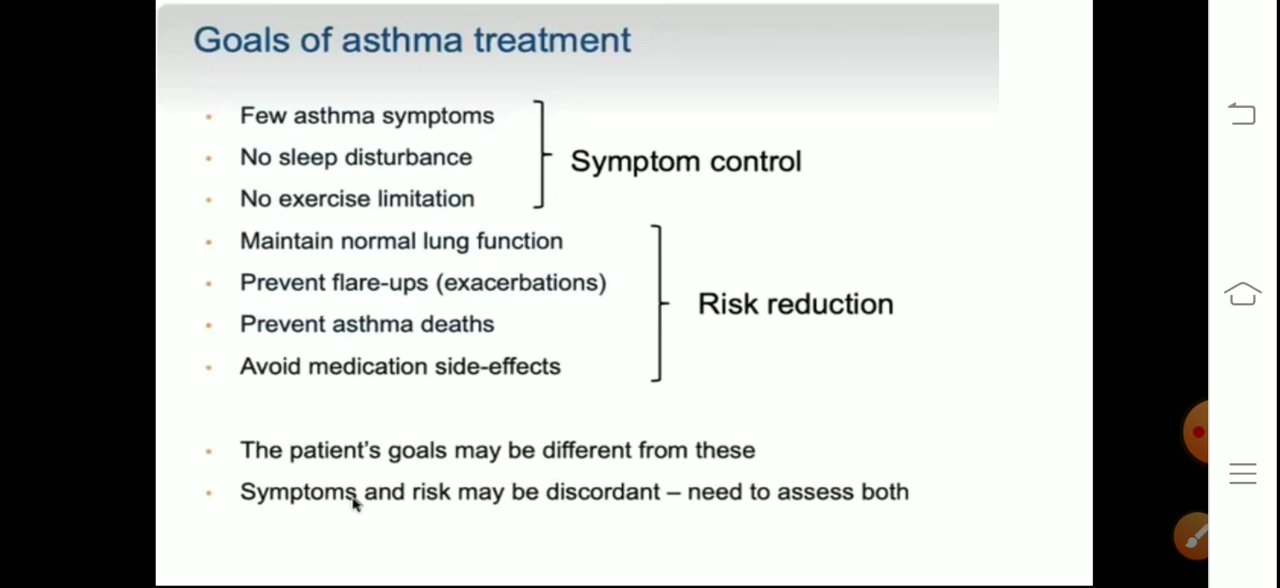 Goals of asthma treatment
Few asthma symptoms
No sleep disturbance
No exercise limitation
Symptom control
Maintain normal lung function
Prevent flare-ups (exacerbations)
Prevent asthma deaths
Avoid medication side-effects
Risk reduction
The patient's goals may be different from these
Symptoms and risk may be discordant – need to assess both